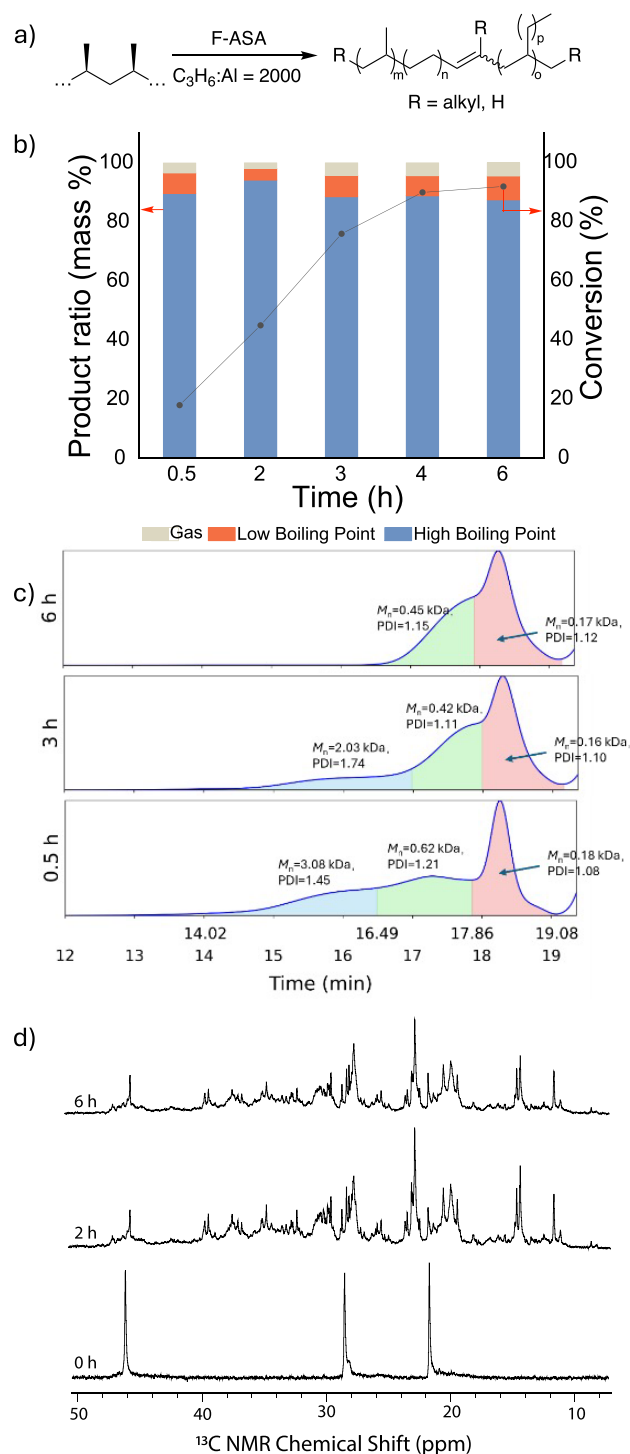 a)
F-ASA
C₃H₆:Al = 2000
... ...
R
m
n
R
p
o
R
R = alkyl, H
b)
Product ratio (mass %)
100
80
60
40
20
0
100
80
60
40
20
0
Conversion (%)
0.5 2 3 4 6
Time (h)
Gas Low Boiling Point High Boiling Point
c)
6 h
Mn=0.45 kDa,
PDI=1.15
Mn=0.17 kDa,
PDI=1.12
3 h
Mn=2.03 kDa,
PDI=1.74
Mn=0.42 kDa,
PDI=1.11
Mn=0.16 kDa,
PDI=1.10
0.5 h
Mn=3.08 kDa,
PDI=1.45
Mn=0.62 kDa,
PDI=1.21
Mn=0.18 kDa,
PDI=1.08
14.02 16.49 17.86 19.08
12 13 14 15 16 17 18 19
Time (min)
d)
6 h
2 h
0 h
50 40 30 20 10
¹³C NMR Chemical Shift (ppm)